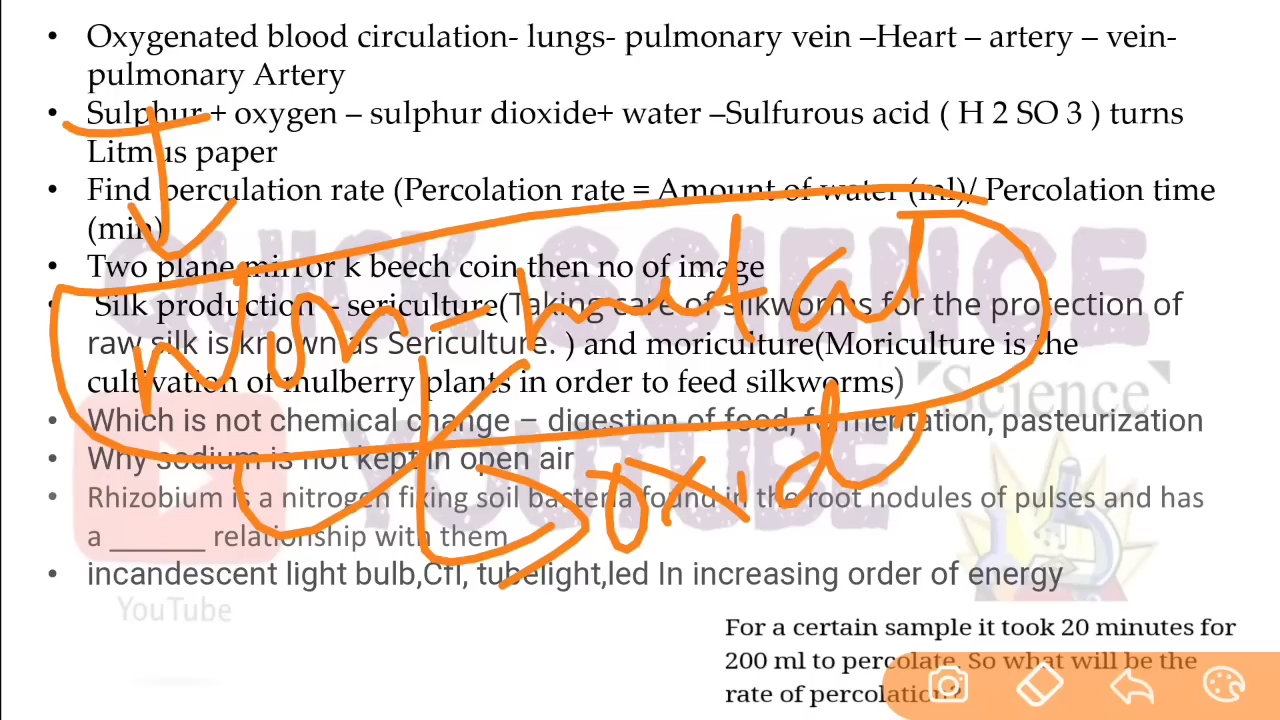 • Oxygenated blood circulation- lungs- pulmonary vein –Heart – artery – vein-
pulmonary Artery
• Sulphur + oxygen – sulphur dioxide+ water –Sulfurous acid ( H 2 SO 3 ) turns
Litmus paper
• Find perculation rate (Percolation rate = Amount of water (ml)/ Percolation time
(min)
• Two plane mirror k beech coin then no of image
• Silk production – sericulture(Taking care of silkworms for the protection of
raw silk is known as Sericulture. ) and moriculture(Moriculture is the
cultivation of mulberry plants in order to feed silkworms)
• Which is not chemical change – digestion of food, fermentation, pasteurization
• Why sodium is not kept in open air
• Rhizobium is a nitrogen fixing soil bacteria found in the root nodules of pulses and has
a ______ relationship with them
• incandescent light bulb,Cfl, tubelight,led In increasing order of energy
QUICK SCIENCE
YOUTUBE
Science
YouTube
non-metal
oxide
For a certain sample it took 20 minutes for
200 ml to percolate. So what will be the
rate of percolation?